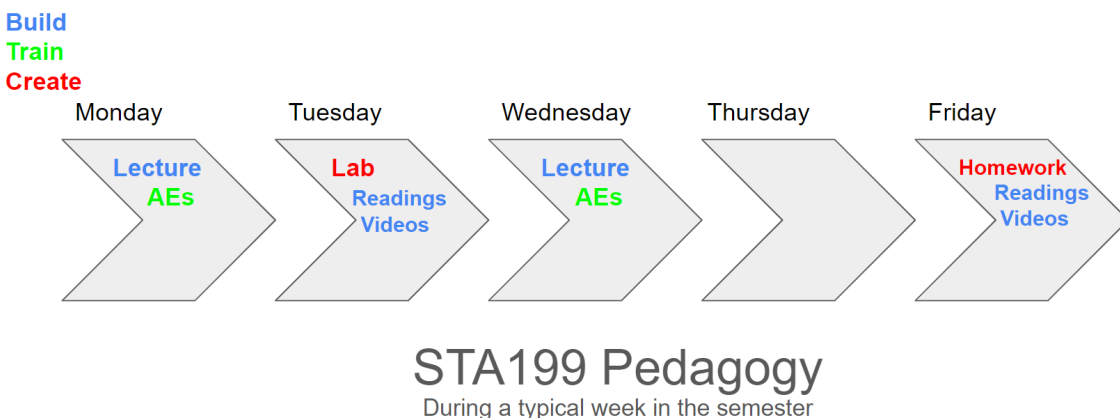 Build
Train
Create
Monday
Tuesday
Wednesday
Thursday
Friday
Lecture
AEs
Lab
Readings
Videos
Lecture
AEs
Homework
Readings
Videos
STA199 Pedagogy
During a typical week in the semester